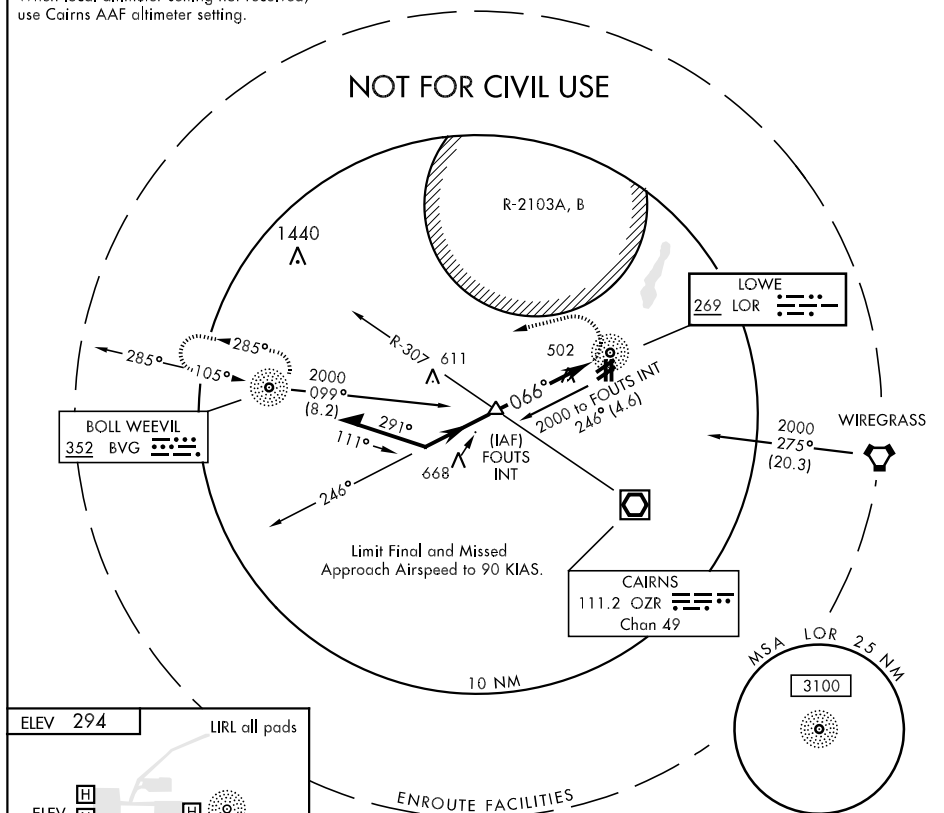 use Cairns AAF altimeter setting.
NOT FOR CIVIL USE
R-2103A, B
1440
LOWE
269 LOR
R-307
611
502
285°
285°
105°
2000
099°
(8.2)
066°
2000 to FOUTS INT
246° (4.6)
BOLL WEEVIL
352 BVG
291°
111°
(IAF)
FOUTS
INT
668
246°
2000
275°
(20.3)
WIREGRASS
Limit Final and Missed
Approach Airspeed to 90 KIAS.
CAIRNS
111.2 OZR
Chan 49
10 NM
MSA LOR 25 NM
3100
ELEV 294
LIRL all pads
H
ELEV
H
H
ENROUTE FACILITIES